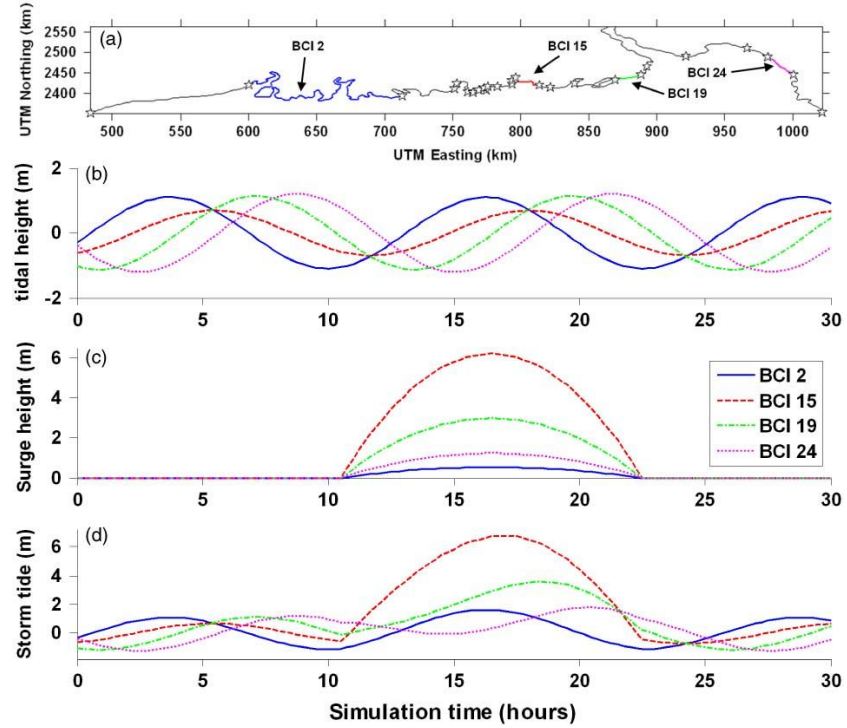 (a)
UTM Northing (km)
2550
2500
2450
2400
BCI 2
BCI 15
BCI 24
BCI 19
500
550
600
650
700
750
800
850
900
950
1000
UTM Easting (km)
(b)
tidal height (m)
2
0
-2
0
5
10
15
20
25
30
(c)
Surge height (m)
6
4
2
0
BCI 2
BCI 15
BCI 19
BCI 24
0
5
10
15
20
25
30
(d)
Storm tide (m)
6
4
2
0
0
5
10
15
20
25
30
Simulation time (hours)